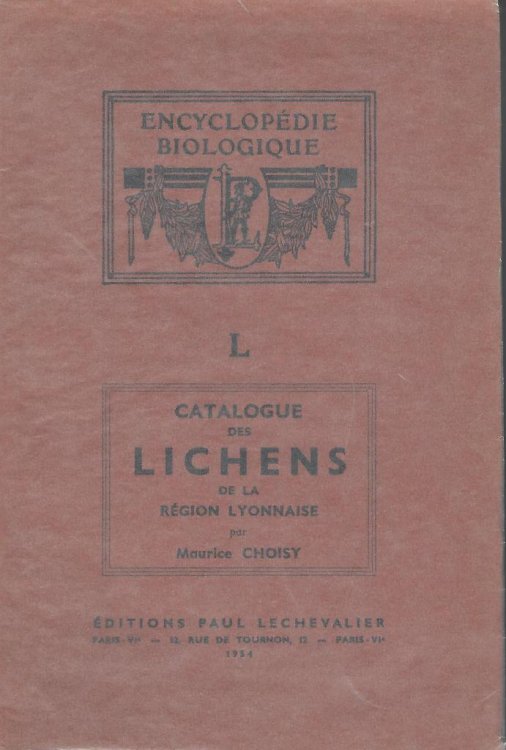 ENCYCLOPÉDIE
BIOLOGIQUE
L
CATALOGUE
DES
LICHENS
DE LA
RÉGION LYONNAISE
par
Maurice CHOISY
ÉDITIONS PAUL LECHEVALIER
PARIS-VIᵉ — 12, RUE DE TOURNON, 12 — PARIS-VIᵉ
1954